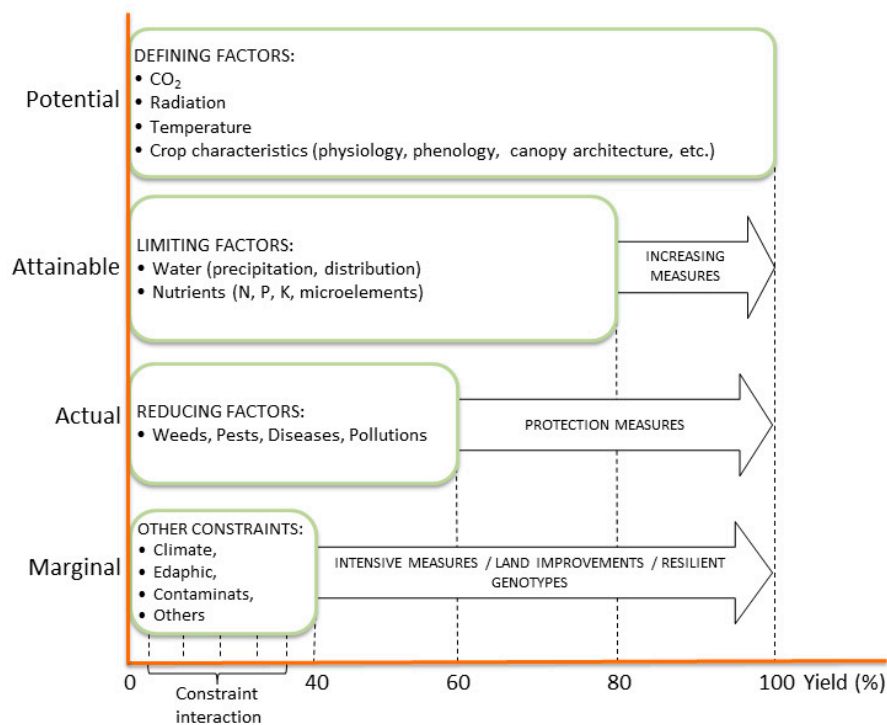 Potential
DEFINING FACTORS:
• CO₂
• Radiation
• Temperature
• Crop characteristics (physiology, phenology, canopy architecture, etc.)
Attainable
LIMITING FACTORS:
• Water (precipitation, distribution)
• Nutrients (N, P, K, microelements)
INCREASING
MEASURES
Actual
REDUCING FACTORS:
• Weeds, Pests, Diseases, Pollutions
PROTECTION MEASURES
Marginal
OTHER CONSTRAINTS:
• Climate,
• Edaphic,
• Contaminats,
• Others
INTENSIVE MEASURES / LAND IMPROVEMENTS / RESILIENT
GENOTYPES
0 40 60 80 100 Yield (%)
Constraint
interaction